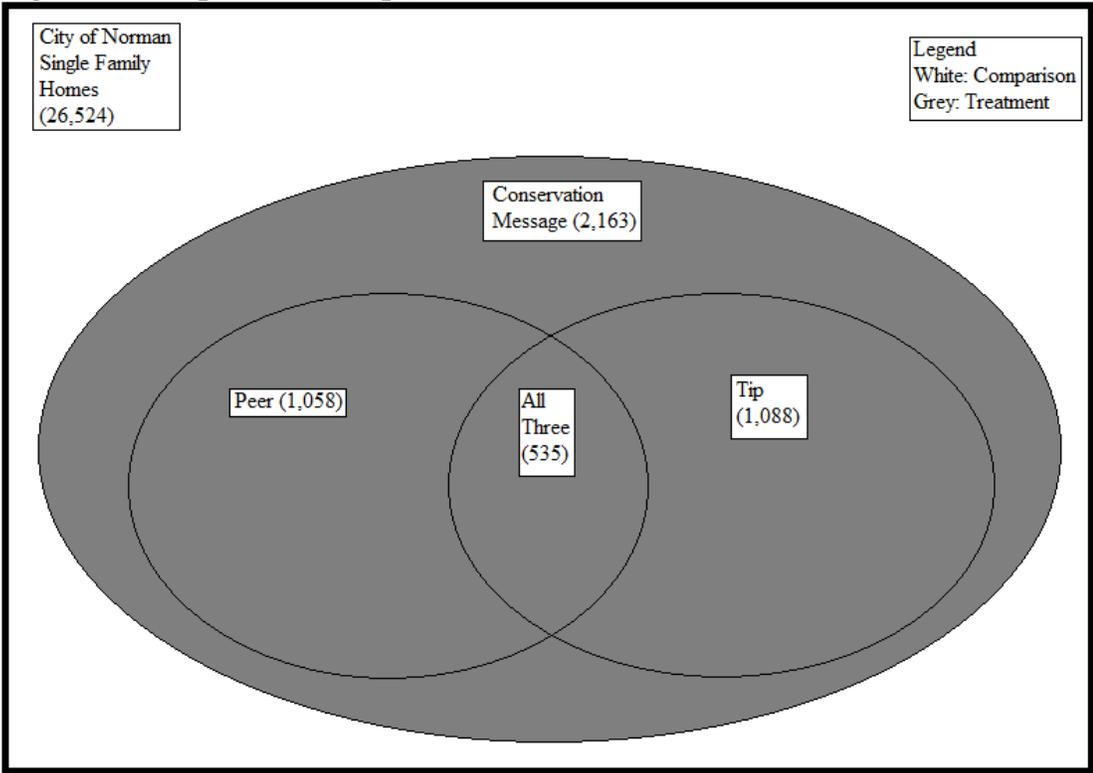 City of Norman
Single Family
Homes
(26,524)
Legend
White: Comparison
Grey: Treatment
Conservation
Message (2,163)
Peer (1,058)
All
Three
(535)
Tip
(1,088)